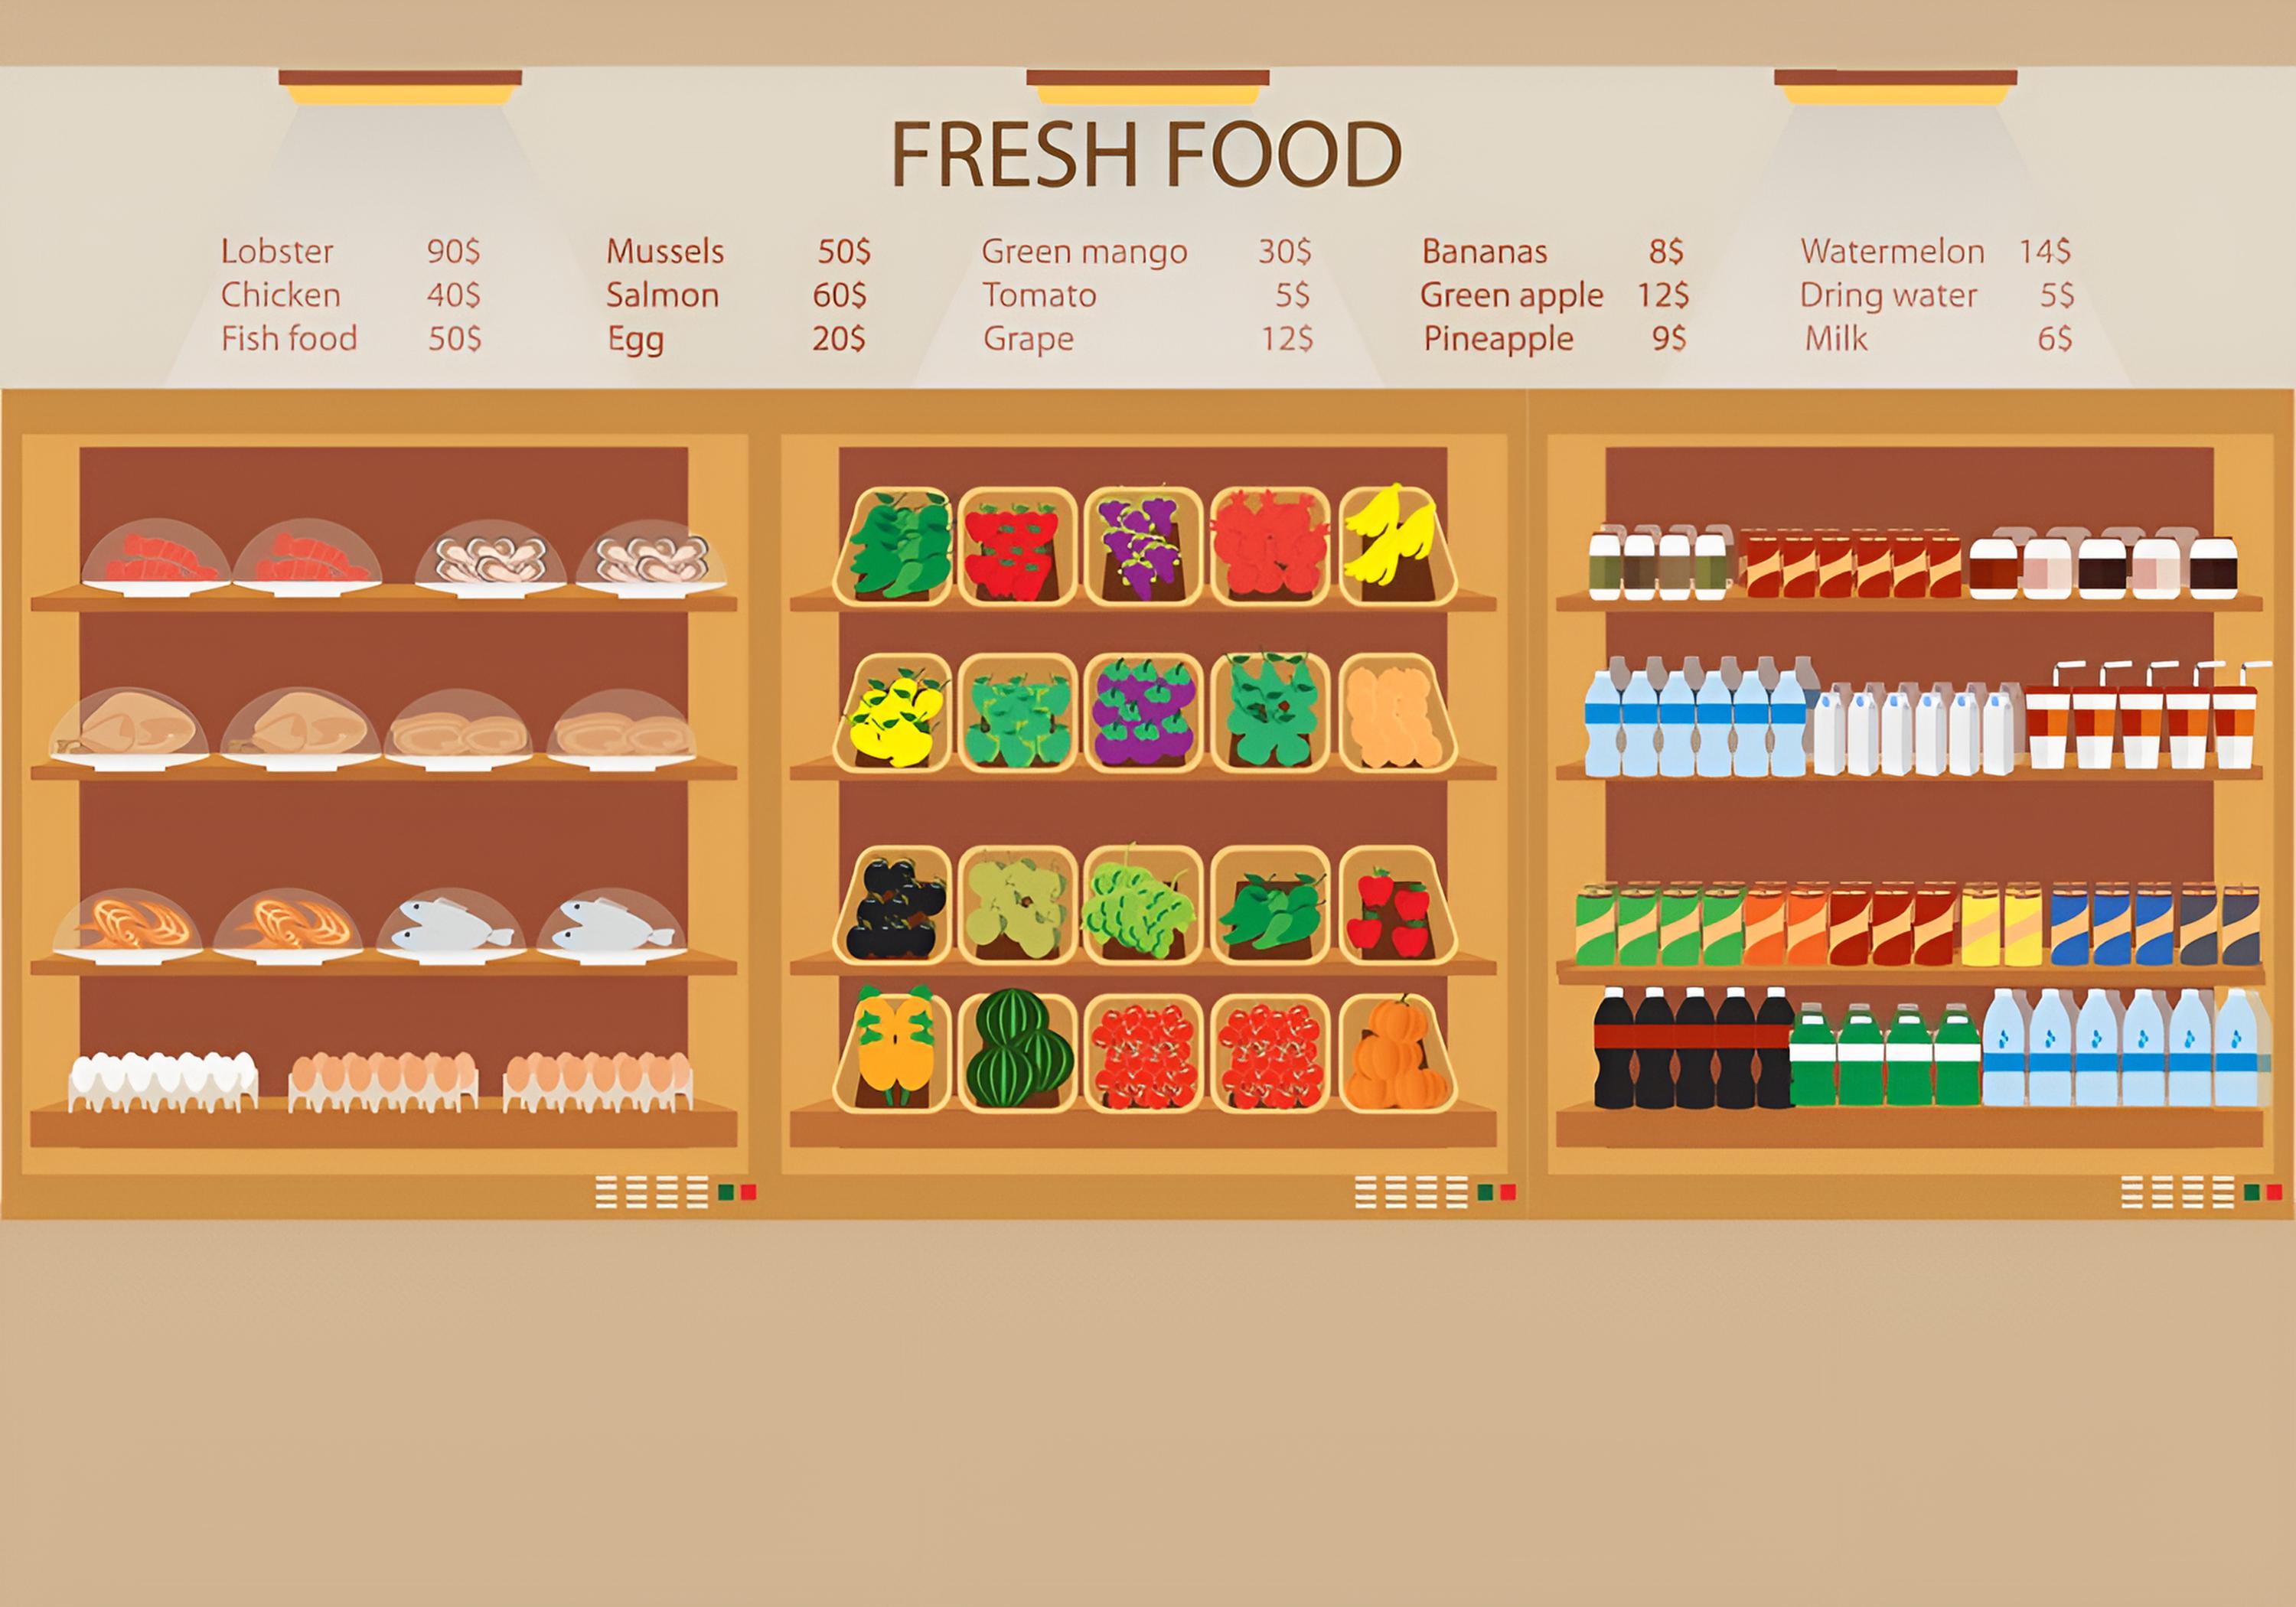 FRESH FOOD
Lobster 90$ Mussels 50$ Green mango 30$ Bananas 8$ Watermelon 14$
Chicken 40$ Salmon 60$ Tomato 5$ Green apple 12$ Dring water 5$
Fish food 50$ Egg 20$ Grape 12$ Pineapple 9$ Milk 6$